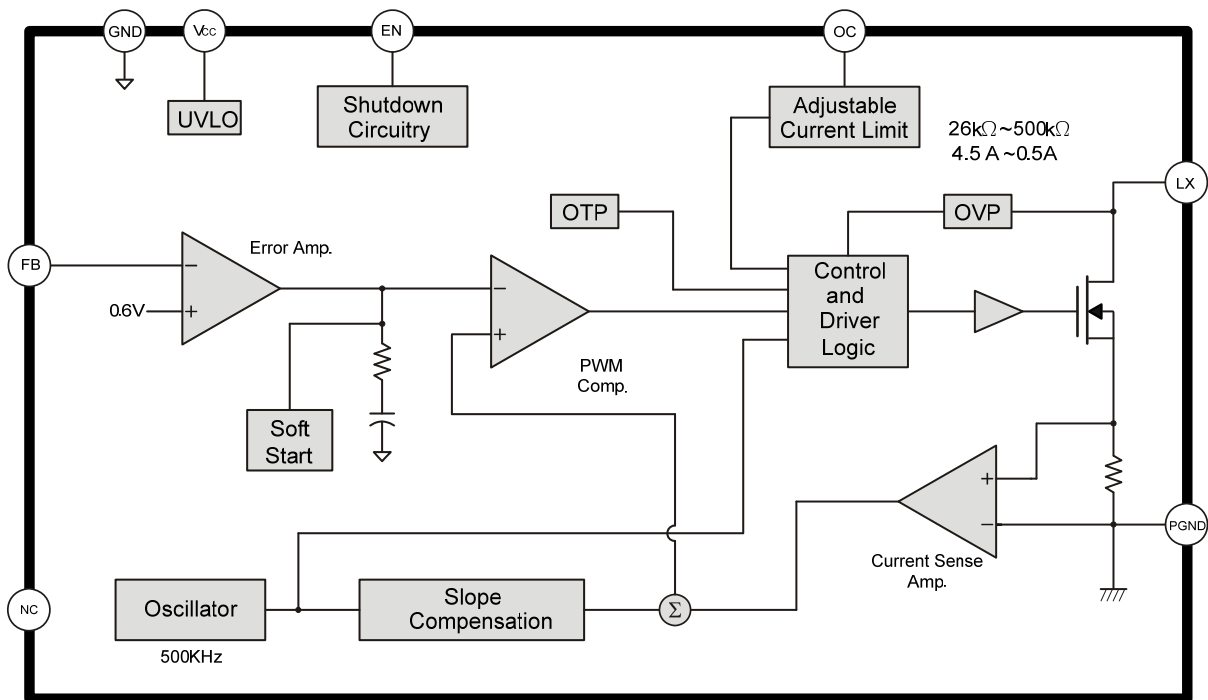 GND
VCC
EN
OC
UVLO
Shutdown
Circuitry
Adjustable
Current Limit
26kΩ~500kΩ
4.5 A ~0.5A
LX
OTP
OVP
FB
Error Amp.
−
+
0.6V
−
+
PWM
Comp.
Control
and
Driver
Logic
Soft
Start
+
−
Current Sense
Amp.
PGND
NC
Oscillator
500KHz
Slope
Compensation
Σ